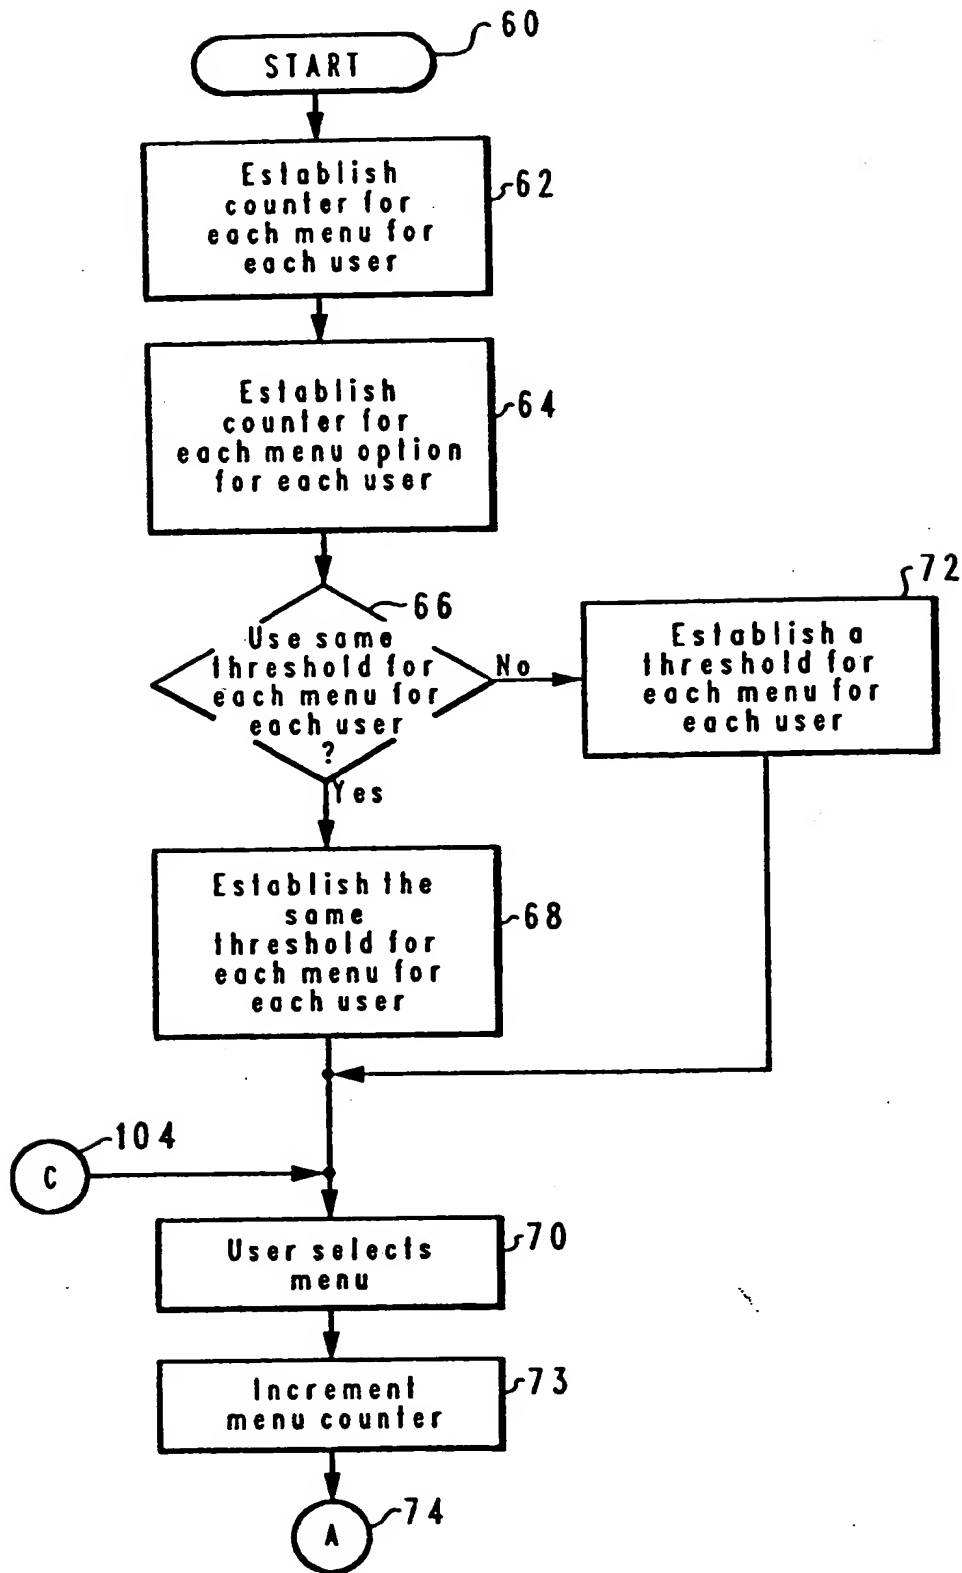 60
START
Establish
counter for
each menu for
each user
62
Establish
counter for
each menu option
for each user
64
66
Use same
threshold for
each menu for
each user
?
No
Yes
72
Establish a
threshold for
each menu for
each user
Establish the
same
threshold for
each menu for
each user
68
104
C
User selects
menu
70
Increment
menu counter
73
A
74